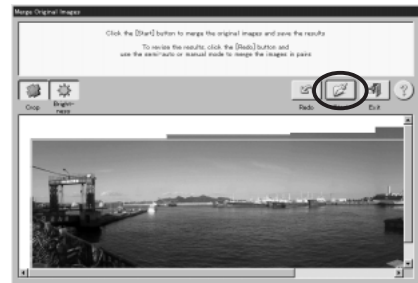 Merge Original Images
Click the [Start] button to merge the original images and save the results
To revise the results, click the [Redo] button and
use the semi-auto or manual mode to merge the images in pairs
Crop
Bright-
ness
Redo
Exit
?